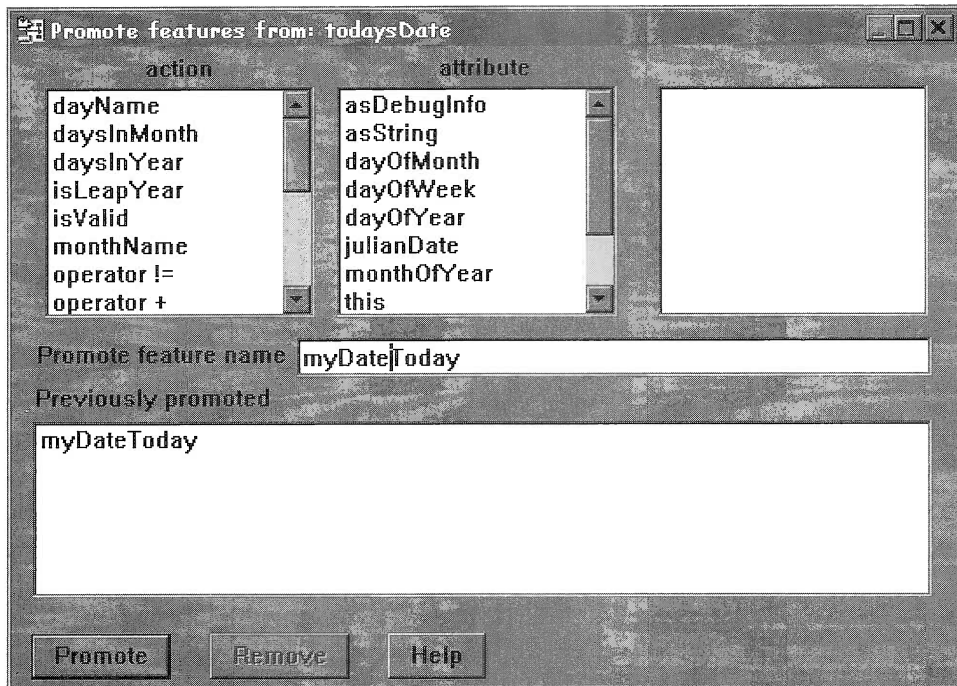 Promote features from: todaysDate
action
attribute
dayName
daysInMonth
daysInYear
isLeapYear
isValid
monthName
operator !=
operator +
asDebugInfo
asString
dayOfMonth
dayOfWeek
dayOfYear
julianDate
monthOfYear
this
Promote feature name myDateToday
Previously promoted
myDateToday
Promote Remove Help